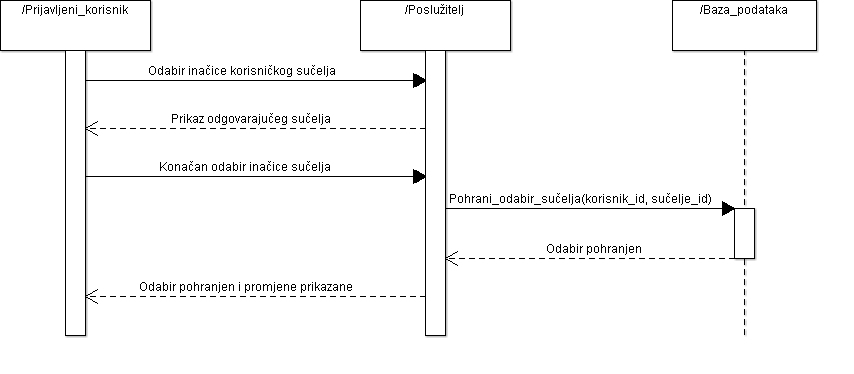 /Prijavljeni_korisnik
/Poslužitelj
/Baza_podataka
Odabir inačice korisničkog sučelja
Prikaz odgovarajučeg sučelja
Konačan odabir inačice sučelja
Pohrani_odabir_sučelja(korisnik_id, sučelje_id)
Odabir pohranjen
Odabir pohranjen i promjene prikazane